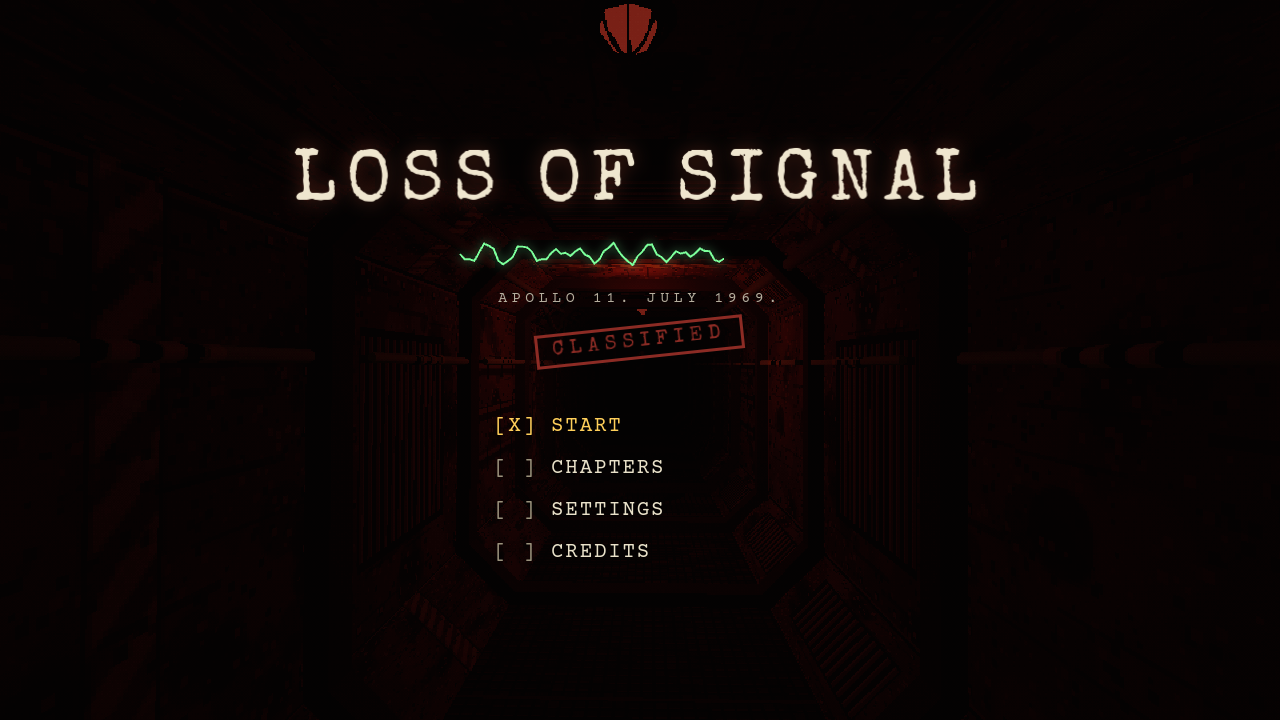 LOSS OF SIGNAL
APOLLO 11. JULY 1969.
CLASSIFIED
[X] START
[ ] CHAPTERS
[ ] SETTINGS
[ ] CREDITS